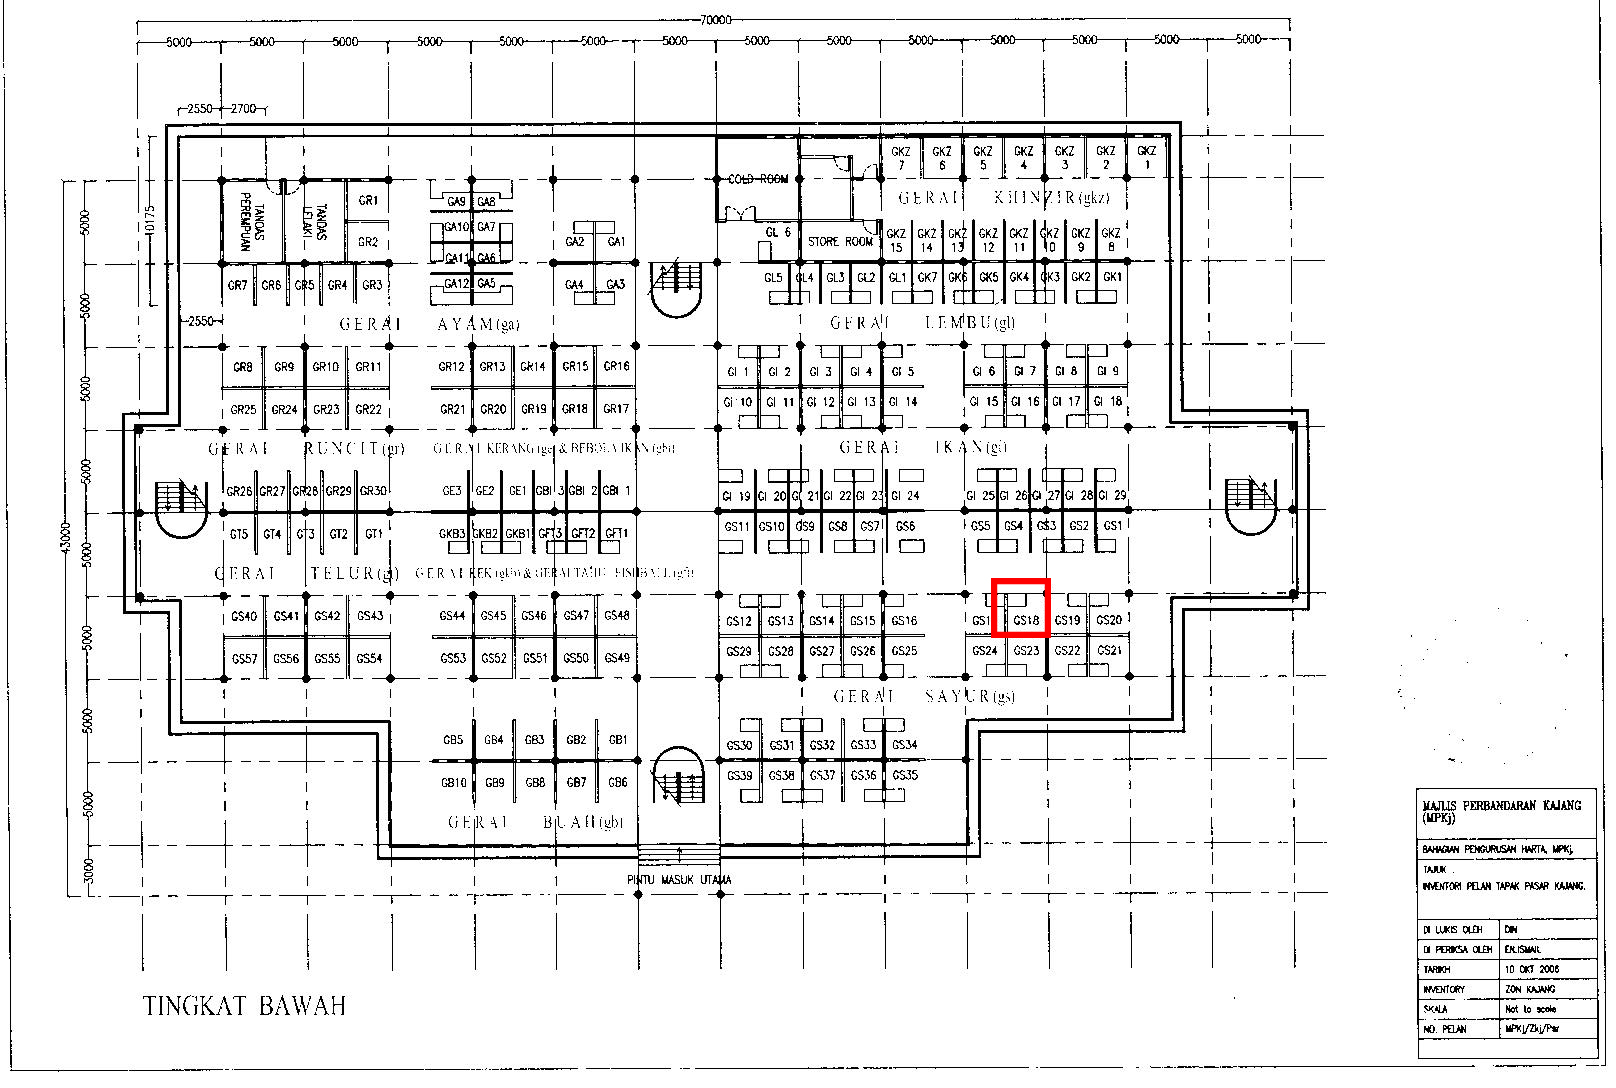 70000
5000 5000 5000 5000 5000 5000 5000 5000 5000 5000 5000 5000 5000 5000
2550 2700
10175
43000
5000
5000
5000
5000
5000
5000
5000
5000
3000
2550
TANDAS PEREMPUAN
TANDAS LELAKI
GR1
GR2
GR7 GR6 GR5 GR4 GR3
GA9 GA8
GA10 GA7
GA11 GA6
GA12 GA5
GA2 GA1
GA4 GA3
COLD ROOM
GL 6
STORE ROOM
GKZ 7 GKZ 6 GKZ 5 GKZ 4 GKZ 3 GKZ 2 GKZ 1
GERAI KHINZIR(gkz)
GKZ 15 GKZ 14 GKZ 13 GKZ 12 GKZ 11 GKZ 10 GKZ 9 GKZ 8
GL5 GL4 GL3 GL2 GL1 GK7 GK6 GK5 GK4 GK3 GK2 GK1
GERAI AYAM(ga)
GERAI LEMBU(gl)
GR8 GR9 GR10 GR11 GR12 GR13 GR14 GR15 GR16
GI 1 GI 2 GI 3 GI 4 GI 5 GI 6 GI 7 GI 8 GI 9
GR25 GR24 GR23 GR22 GR21 GR20 GR19 GR18 GR17
GI 10 GI 11 GI 12 GI 13 GI 14 GI 15 GI 16 GI 17 GI 18
GERAI RUNCIT(gr)
GERAI KERANG(ge) & BEBOLA IKAN(gbi)
GERAI IKAN(gi)
GR26 GR27 GR28 GR29 GR30 GE3 GE2 GE1 GBI 3 GBI 2 GBI 1
GI 19 GI 20 GI 21 GI 22 GI 23 GI 24 GI 25 GI 26 GI 27 GI 28 GI 29
GT5 GT4 GT3 GT2 GT1 GKB3 GKB2 GKB1 GFT3 GFT2 GFT1
GS11 GS10 GS9 GS8 GS7 GS6 GS5 GS4 GS3 GS2 GS1
GERAI TELUR(gt)
GERAI
GS40 GS41 GS42 GS43 GS44 GS45 GS46 GS47 GS48
GS12 GS13 GS14 GS15 GS16 GS18 GS19 GS20
GS57 GS56 GS55 GS54 GS53 GS52 GS51 GS50 GS49
GS29 GS28 GS27 GS26 GS25 GS24 GS23 GS22 GS21
GERAI SAYUR(gs)
GB5 GB4 GB3 GB2 GB1
GS30 GS31 GS32 GS33 GS34
GB10 GB9 GB8 GB7 GB6
GS39 GS38 GS37 GS36 GS35
GERAI BUAH(gb)
PINTU MASUK UTAMA
TINGKAT BAWAH
MAJLIS PERBANDARAN KAJANG
(MPKj)
BAHAGIAN PENGURUSAN HARTA, MPKj.
TAJUK .
INVENTORI PELAN TAPAK PASAR KAJANG.
DI LUKIS OLEH DIN
DI PERIKSA OLEH EN.ISMAIL
TARIKH 10 OKT 2006
INVENTORY ZON KAJANG
SKALA Not to scale
NO. PELAN MPKj/Zkj/Psr